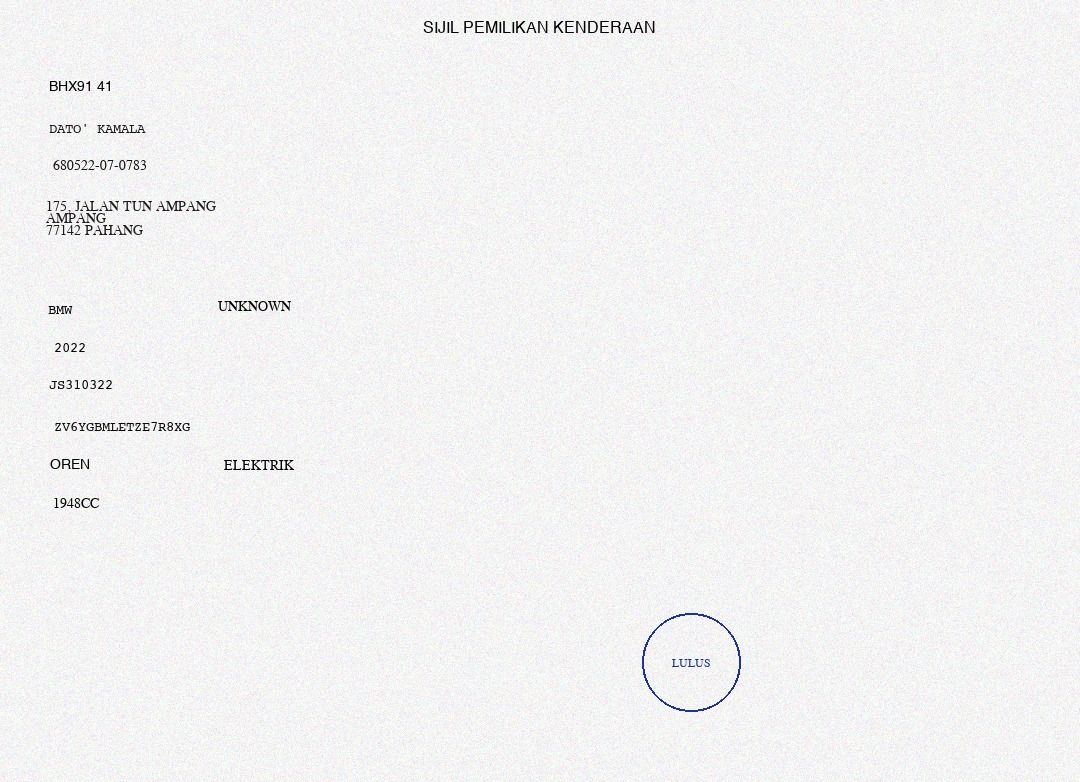 SIJIL PEMILIKAN KENDERAAN
BHX91 41
DATO' KAMALA
680522-07-0783
175, JALAN TUN AMPANG
AMPANG
77142 PAHANG
BMW UNKNOWN
2022
JS310322
ZV6YGBMLETZE7R8XG
OREN ELEKTRIK
1948CC
LULUS